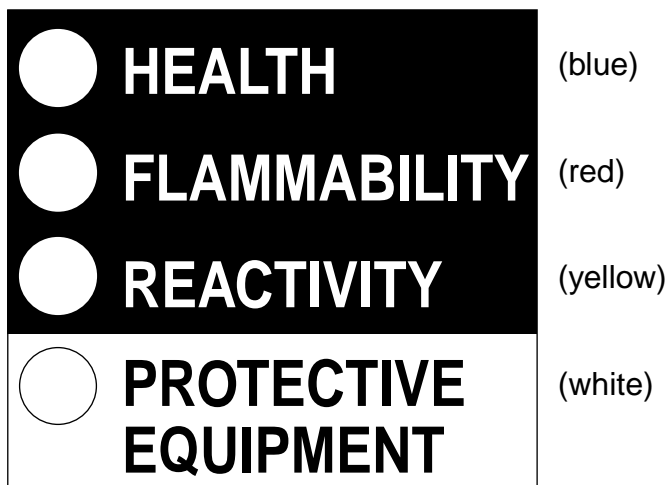 HEALTH (blue)
FLAMMABILITY (red)
REACTIVITY (yellow)
PROTECTIVE (white)
EQUIPMENT